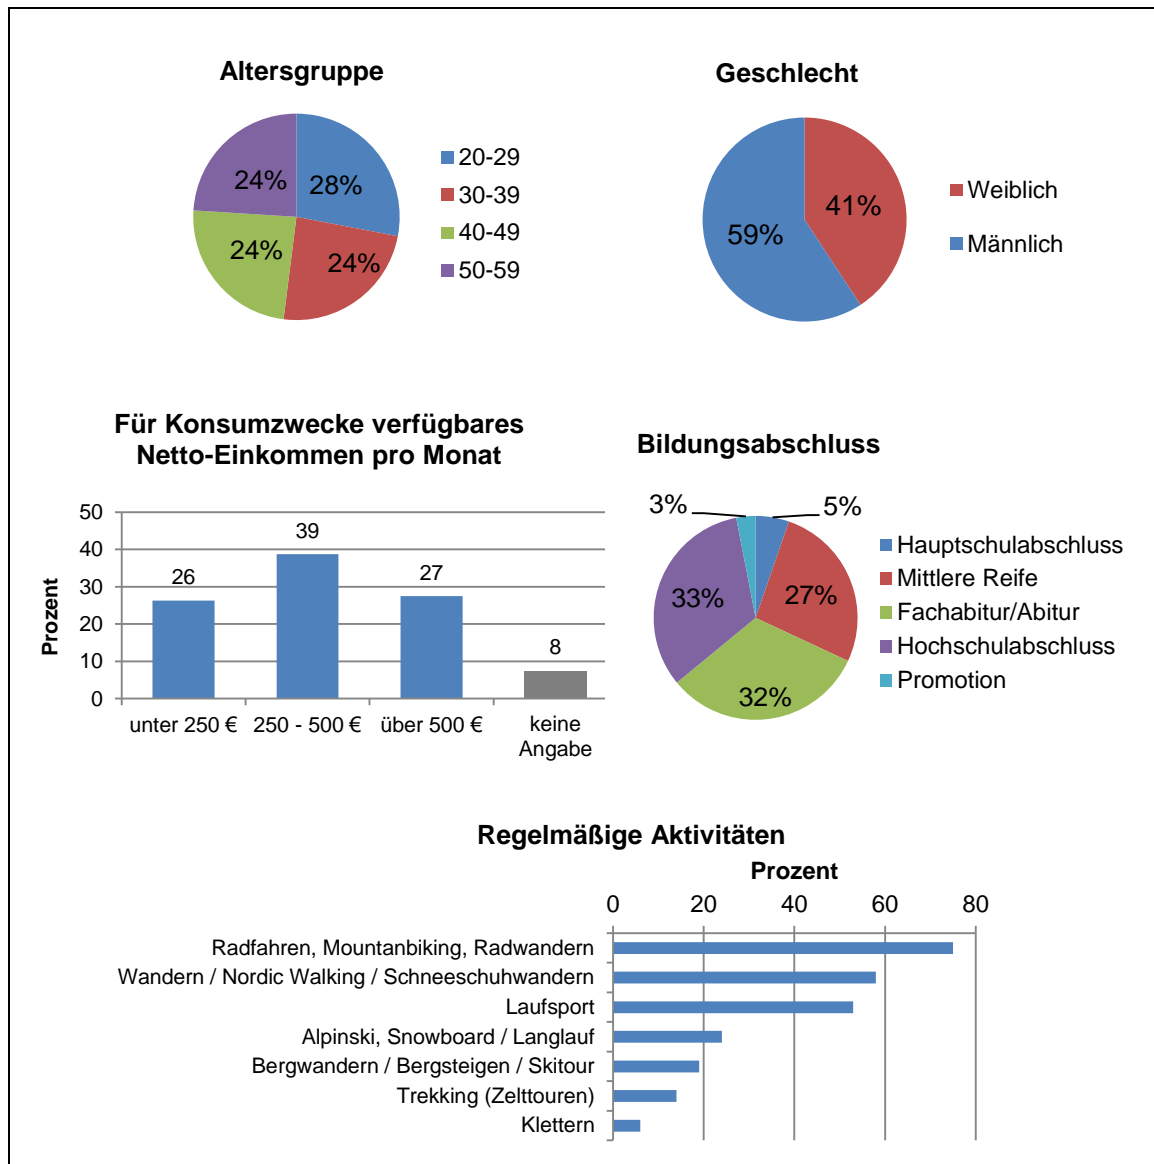 Altersgruppe
28%
24%
24%
24%
20-29
30-39
40-49
50-59
Geschlecht
41%
59%
Weiblich
Männlich
Für Konsumzwecke verfügbares
Netto-Einkommen pro Monat
Prozent
50
40
30
20
10
0
26
39
27
8
unter 250 €
250 - 500 €
über 500 €
keine
Angabe
Bildungsabschluss
3%
5%
27%
32%
33%
Hauptschulabschluss
Mittlere Reife
Fachabitur/Abitur
Hochschulabschluss
Promotion
Regelmäßige Aktivitäten
Prozent
0 20 40 60 80
Radfahren, Mountanbiking, Radwandern
Wandern / Nordic Walking / Schneeschuhwandern
Laufsport
Alpinski, Snowboard / Langlauf
Bergwandern / Bergsteigen / Skitour
Trekking (Zelttouren)
Klettern